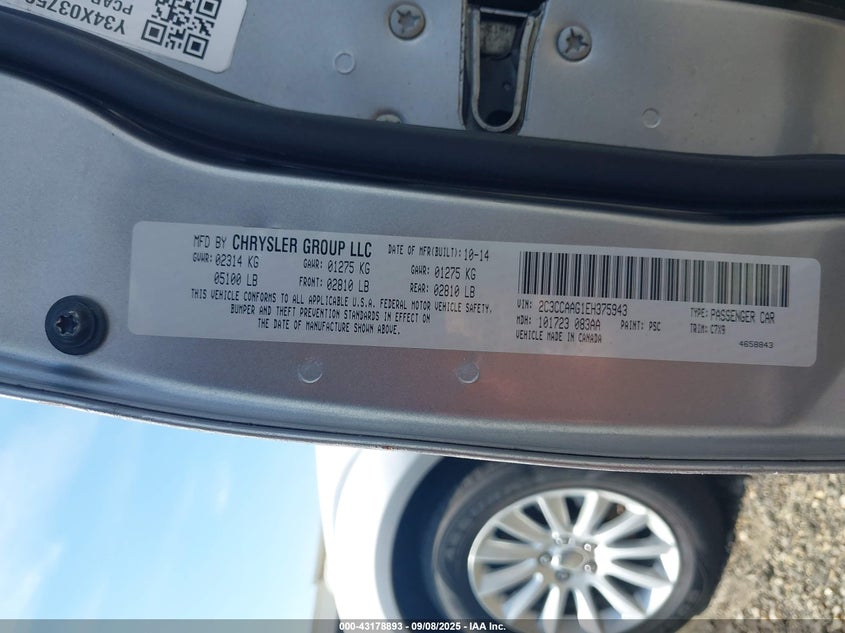 Y34X03759
PCAR
MFD BY CHRYSLER GROUP LLC
DATE OF MFR(BUILT): 10-14
GVWR: 02314 KG GAWR: 01275 KG GAWR: 01275 KG
05100 LB FRONT: 02810 LB REAR: 02810 LB
THIS VEHICLE CONFORMS TO ALL APPLICABLE U.S.A. FEDERAL MOTOR VEHICLE SAFETY,
BUMPER AND THEFT PREVENTION STANDARDS IN EFFECT ON
THE DATE OF MANUFACTURE SHOWN ABOVE.
VIN: 2C3CCAAG1EH375943 TYPE: PASSENGER CAR
MDH: 101723 083AA PAINT: PSC TRIM: C7X9
VEHICLE MADE IN CANADA 4658843
000-43178893 - 09/08/2025 - IAA Inc.